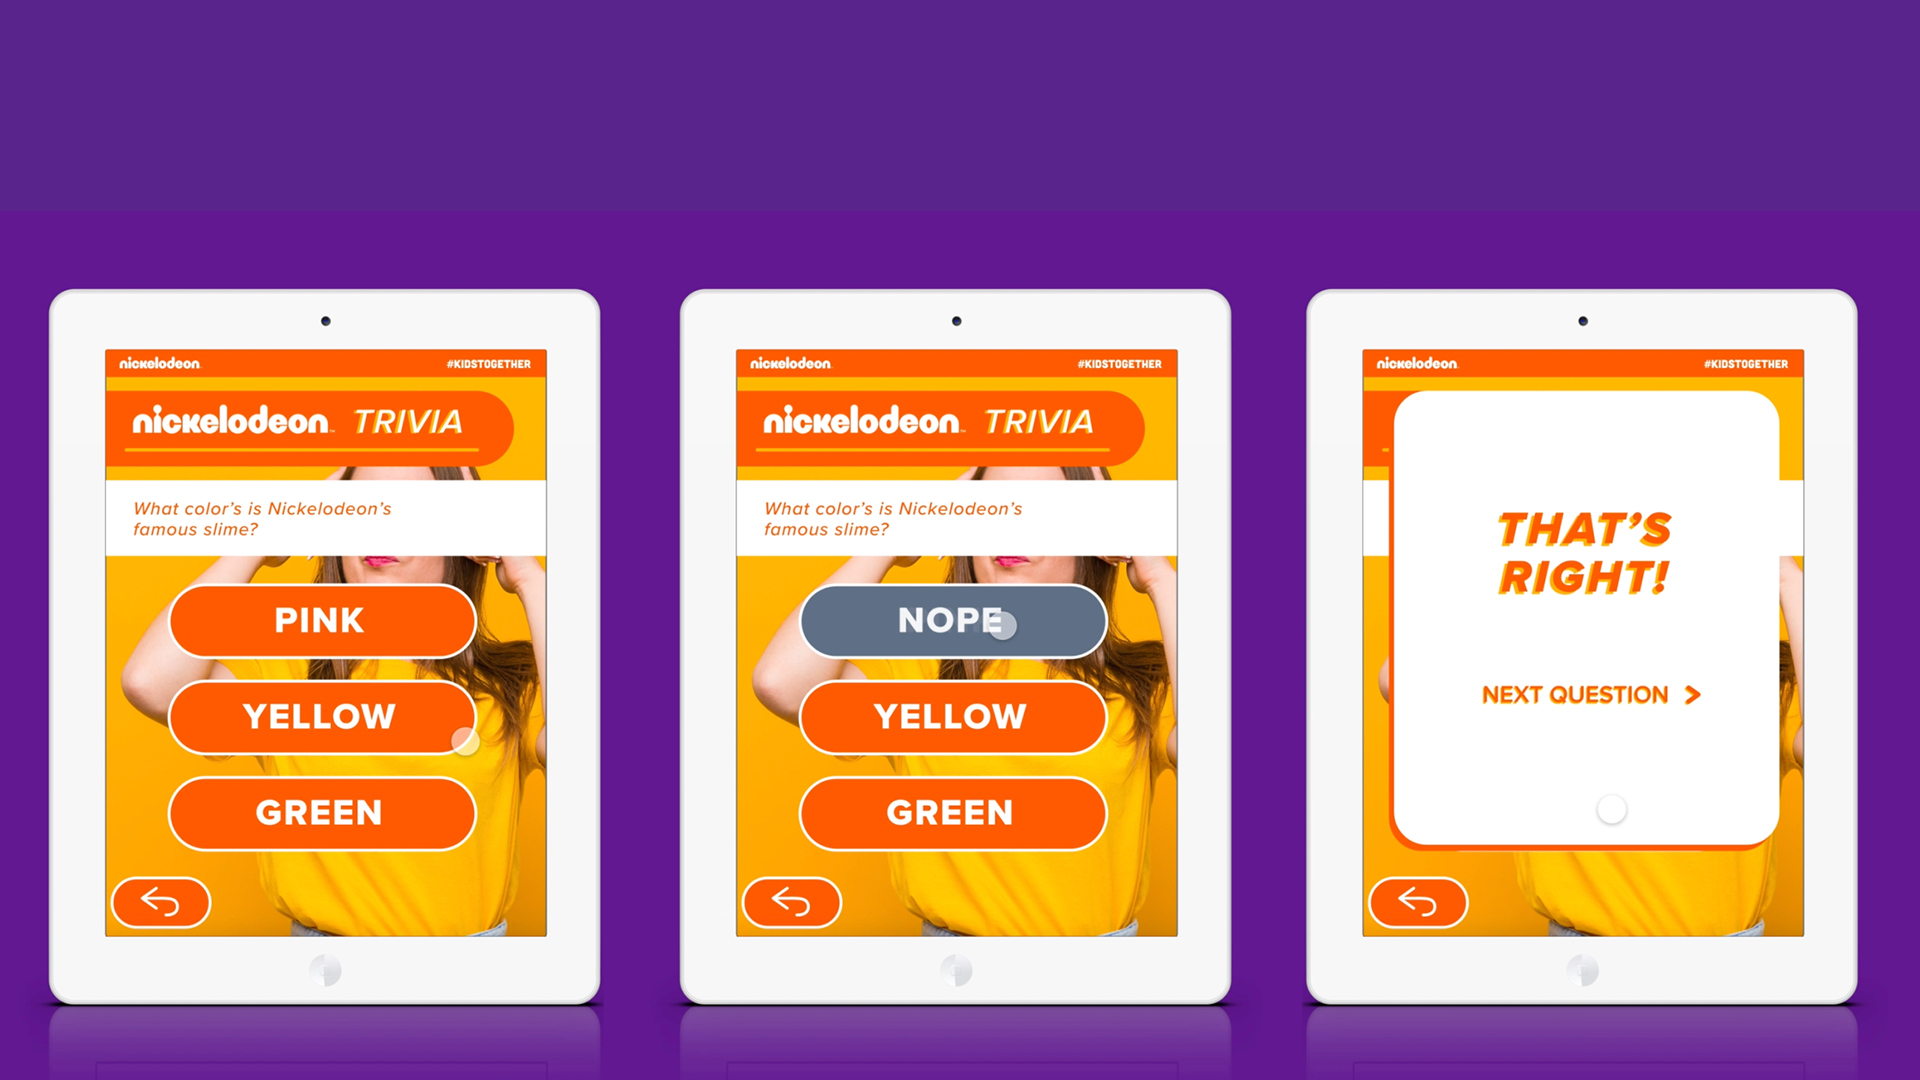 nickelodeon #KIDSTOGETHER
nickelodeon TRIVIA
What color's is Nickelodeon's
famous slime?
PINK
YELLOW
GREEN
nickelodeon #KIDSTOGETHER
nickelodeon TRIVIA
What color's is Nickelodeon's
famous slime?
NOPE
YELLOW
GREEN
nickelodeon #KIDSTOGETHER
THAT'S
RIGHT!
NEXT QUESTION